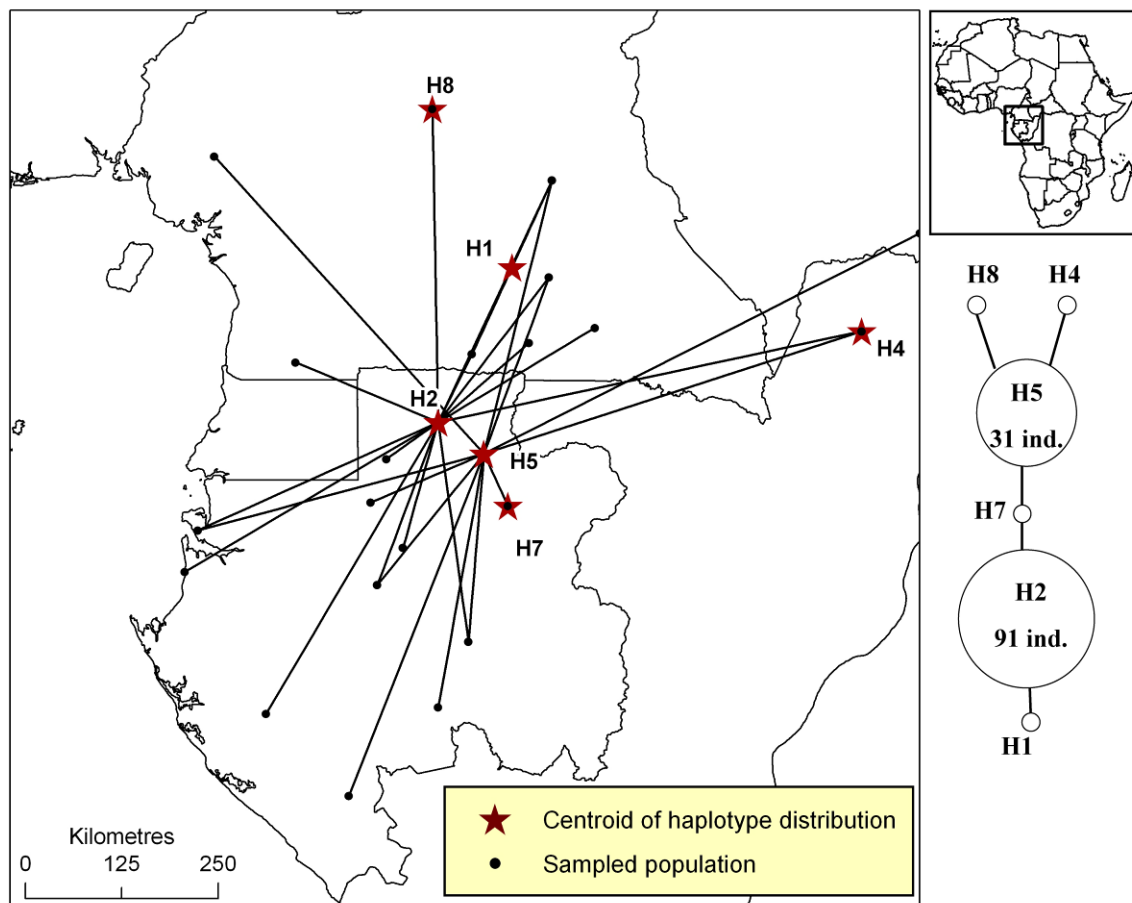 H8
H1
H4
H2
H5
H7
Kilometres
0 125 250
Centroid of haplotype distribution
Sampled population
H8 H4
H5
31 ind.
H7
H2
91 ind.
H1